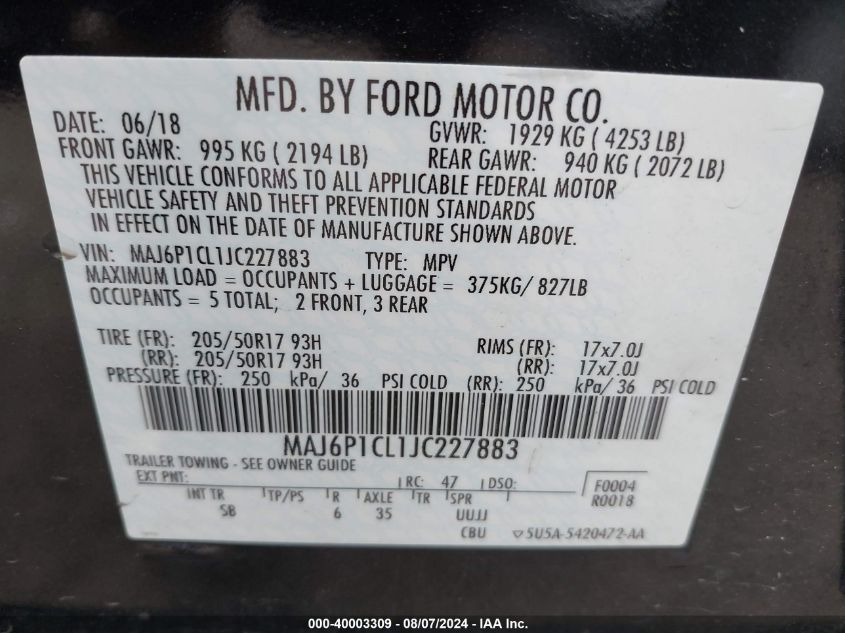 MFD. BY FORD MOTOR CO.
DATE: 06/18 GVWR: 1929 KG ( 4253 LB)
FRONT GAWR: 995 KG ( 2194 LB) REAR GAWR: 940 KG ( 2072 LB)
THIS VEHICLE CONFORMS TO ALL APPLICABLE FEDERAL MOTOR
VEHICLE SAFETY AND THEFT PREVENTION STANDARDS
IN EFFECT ON THE DATE OF MANUFACTURE SHOWN ABOVE.
VIN: MAJ6P1CL1JC227883 TYPE: MPV
MAXIMUM LOAD = OCCUPANTS + LUGGAGE = 375KG/ 827LB
OCCUPANTS = 5 TOTAL; 2 FRONT, 3 REAR
TIRE (FR): 205/50R17 93H RIMS (FR): 17x7.0J
(RR): 205/50R17 93H (RR): 17x7.0J
PRESSURE (FR): 250 kPa/ 36 PSI COLD (RR): 250 kPa/ 36 PSI COLD
MAJ6P1CL1JC227883
TRAILER TOWING - SEE OWNER GUIDE
EXT PNT: RC: 47 DSO: F0004
R0018
INT TR TP/PS R AXLE TR SPR
SB 6 35 UUJJ
CBU 5U5A-5420472-AA
000-40003309 - 08/07/2024 - IAA Inc.